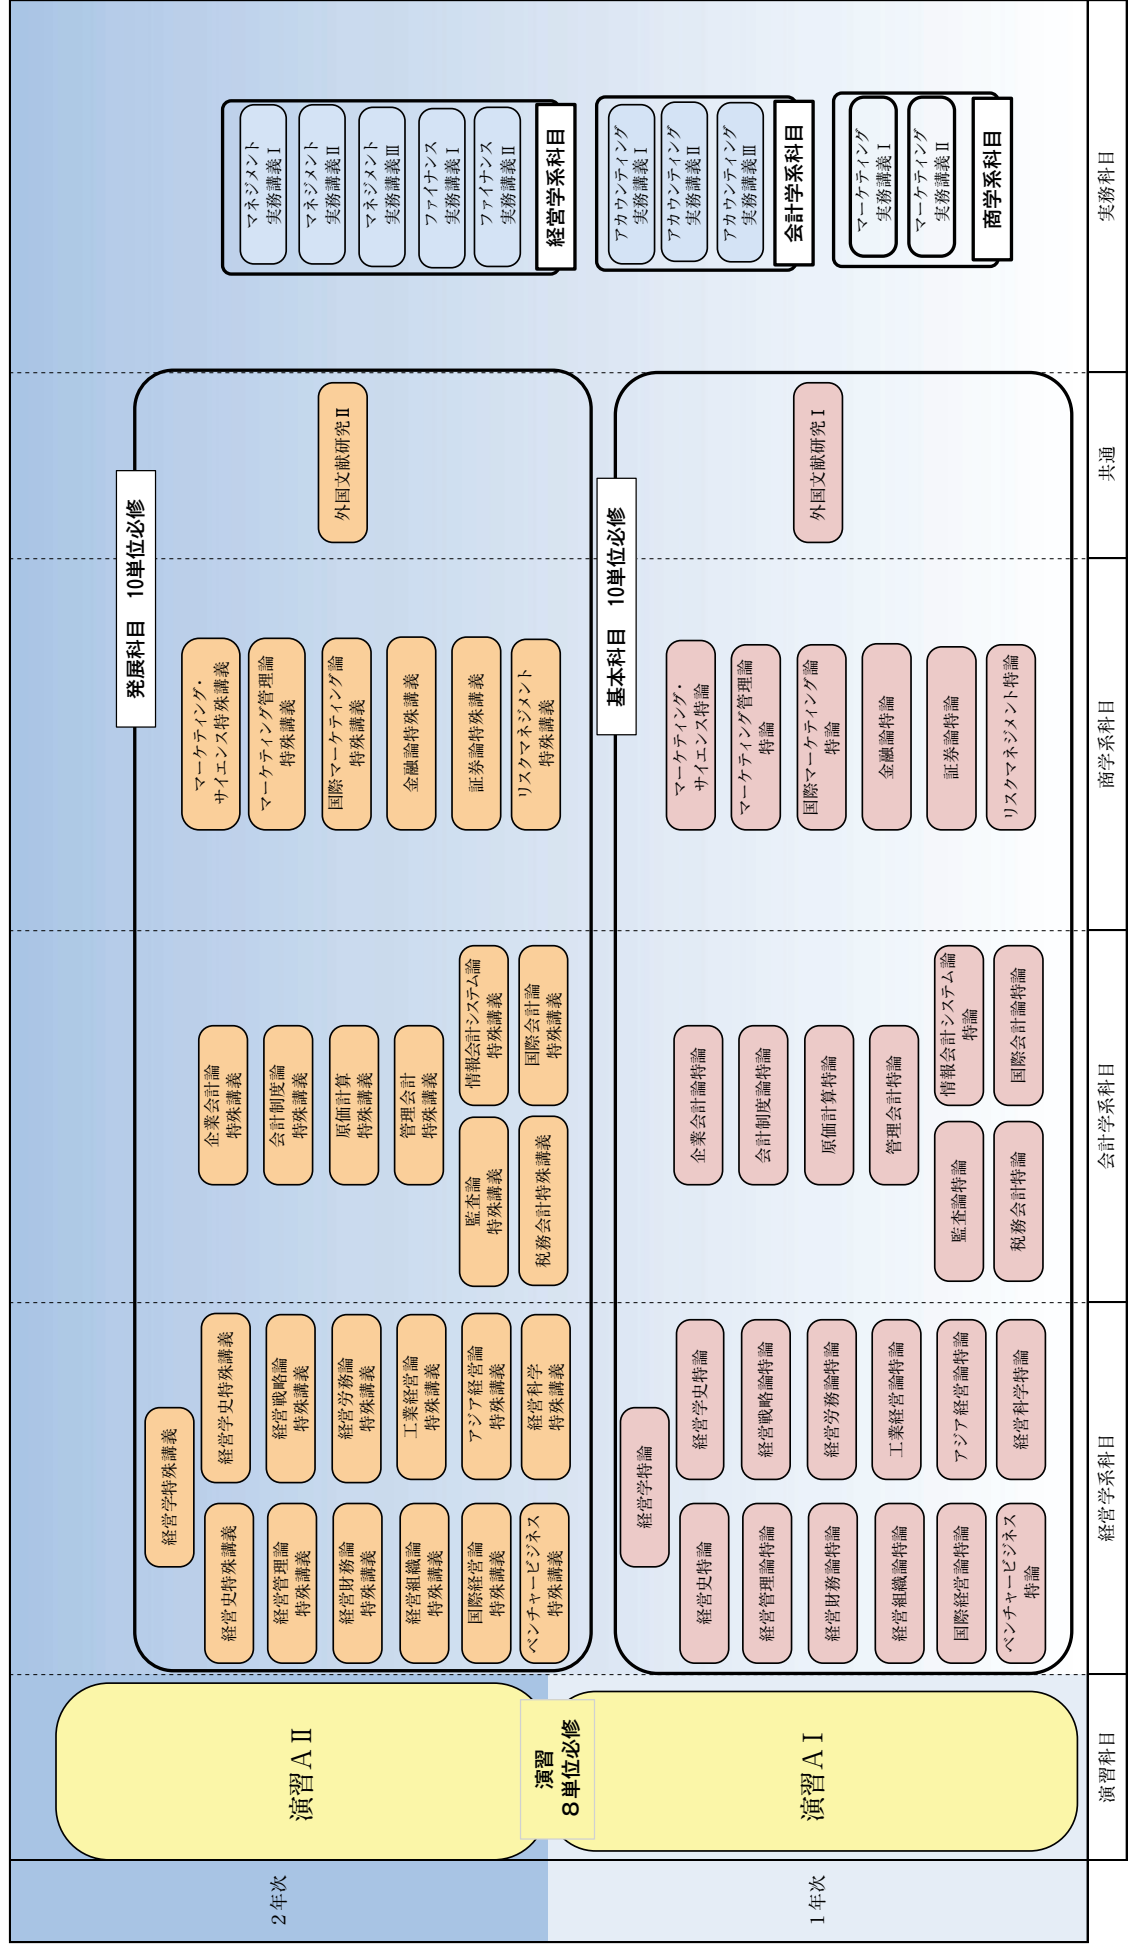 2年次
演習AⅡ
演習
8単位必修
発展科目　10単位必修
経営学特殊講義
経営史特殊講義
経営学史特殊講義
経営管理論
特殊講義
経営戦略論
特殊講義
経営財務論
特殊講義
経営労務論
特殊講義
経営組織論
特殊講義
工業経営論
特殊講義
国際経営論
特殊講義
アジア経営論
特殊講義
ベンチャービジネス
特殊講義
経営科学
特殊講義
企業会計論
特殊講義
会計制度論
特殊講義
原価計算
特殊講義
管理会計
特殊講義
監査論
特殊講義
情報会計システム論
特殊講義
税務会計特殊講義
国際会計論
特殊講義
マーケティング・
サイエンス特殊講義
マーケティング管理論
特殊講義
国際マーケティング論
特殊講義
金融論特殊講義
証券論特殊講義
リスクマネジメント
特殊講義
外国文献研究Ⅱ
マネジメント
実務講義Ⅰ
マネジメント
実務講義Ⅱ
マネジメント
実務講義Ⅲ
ファイナンス
実務講義Ⅰ
ファイナンス
実務講義Ⅱ
経営学系科目
アカウンティング
実務講義Ⅰ
アカウンティング
実務講義Ⅱ
アカウンティング
実務講義Ⅲ
会計学系科目
マーケティング
実務講義Ⅰ
マーケティング
実務講義Ⅱ
商学系科目
1年次
演習AⅠ
基本科目　10単位必修
経営学特論
経営史特論
経営学史特論
経営管理論特論
経営戦略論特論
経営財務論特論
経営労務論特論
経営組織論特論
工業経営論特論
国際経営論特論
アジア経営論特論
ベンチャービジネス
特論
経営科学特論
企業会計論特論
会計制度論特論
原価計算特論
管理会計特論
監査論特論
情報会計システム論
特論
税務会計特論
国際会計論特論
マーケティング・
サイエンス特論
マーケティング管理論
特論
国際マーケティング論
特論
金融論特論
証券論特論
リスクマネジメント特論
外国文献研究Ⅰ
演習科目
経営学系科目
会計学系科目
商学系科目
共通
実務科目